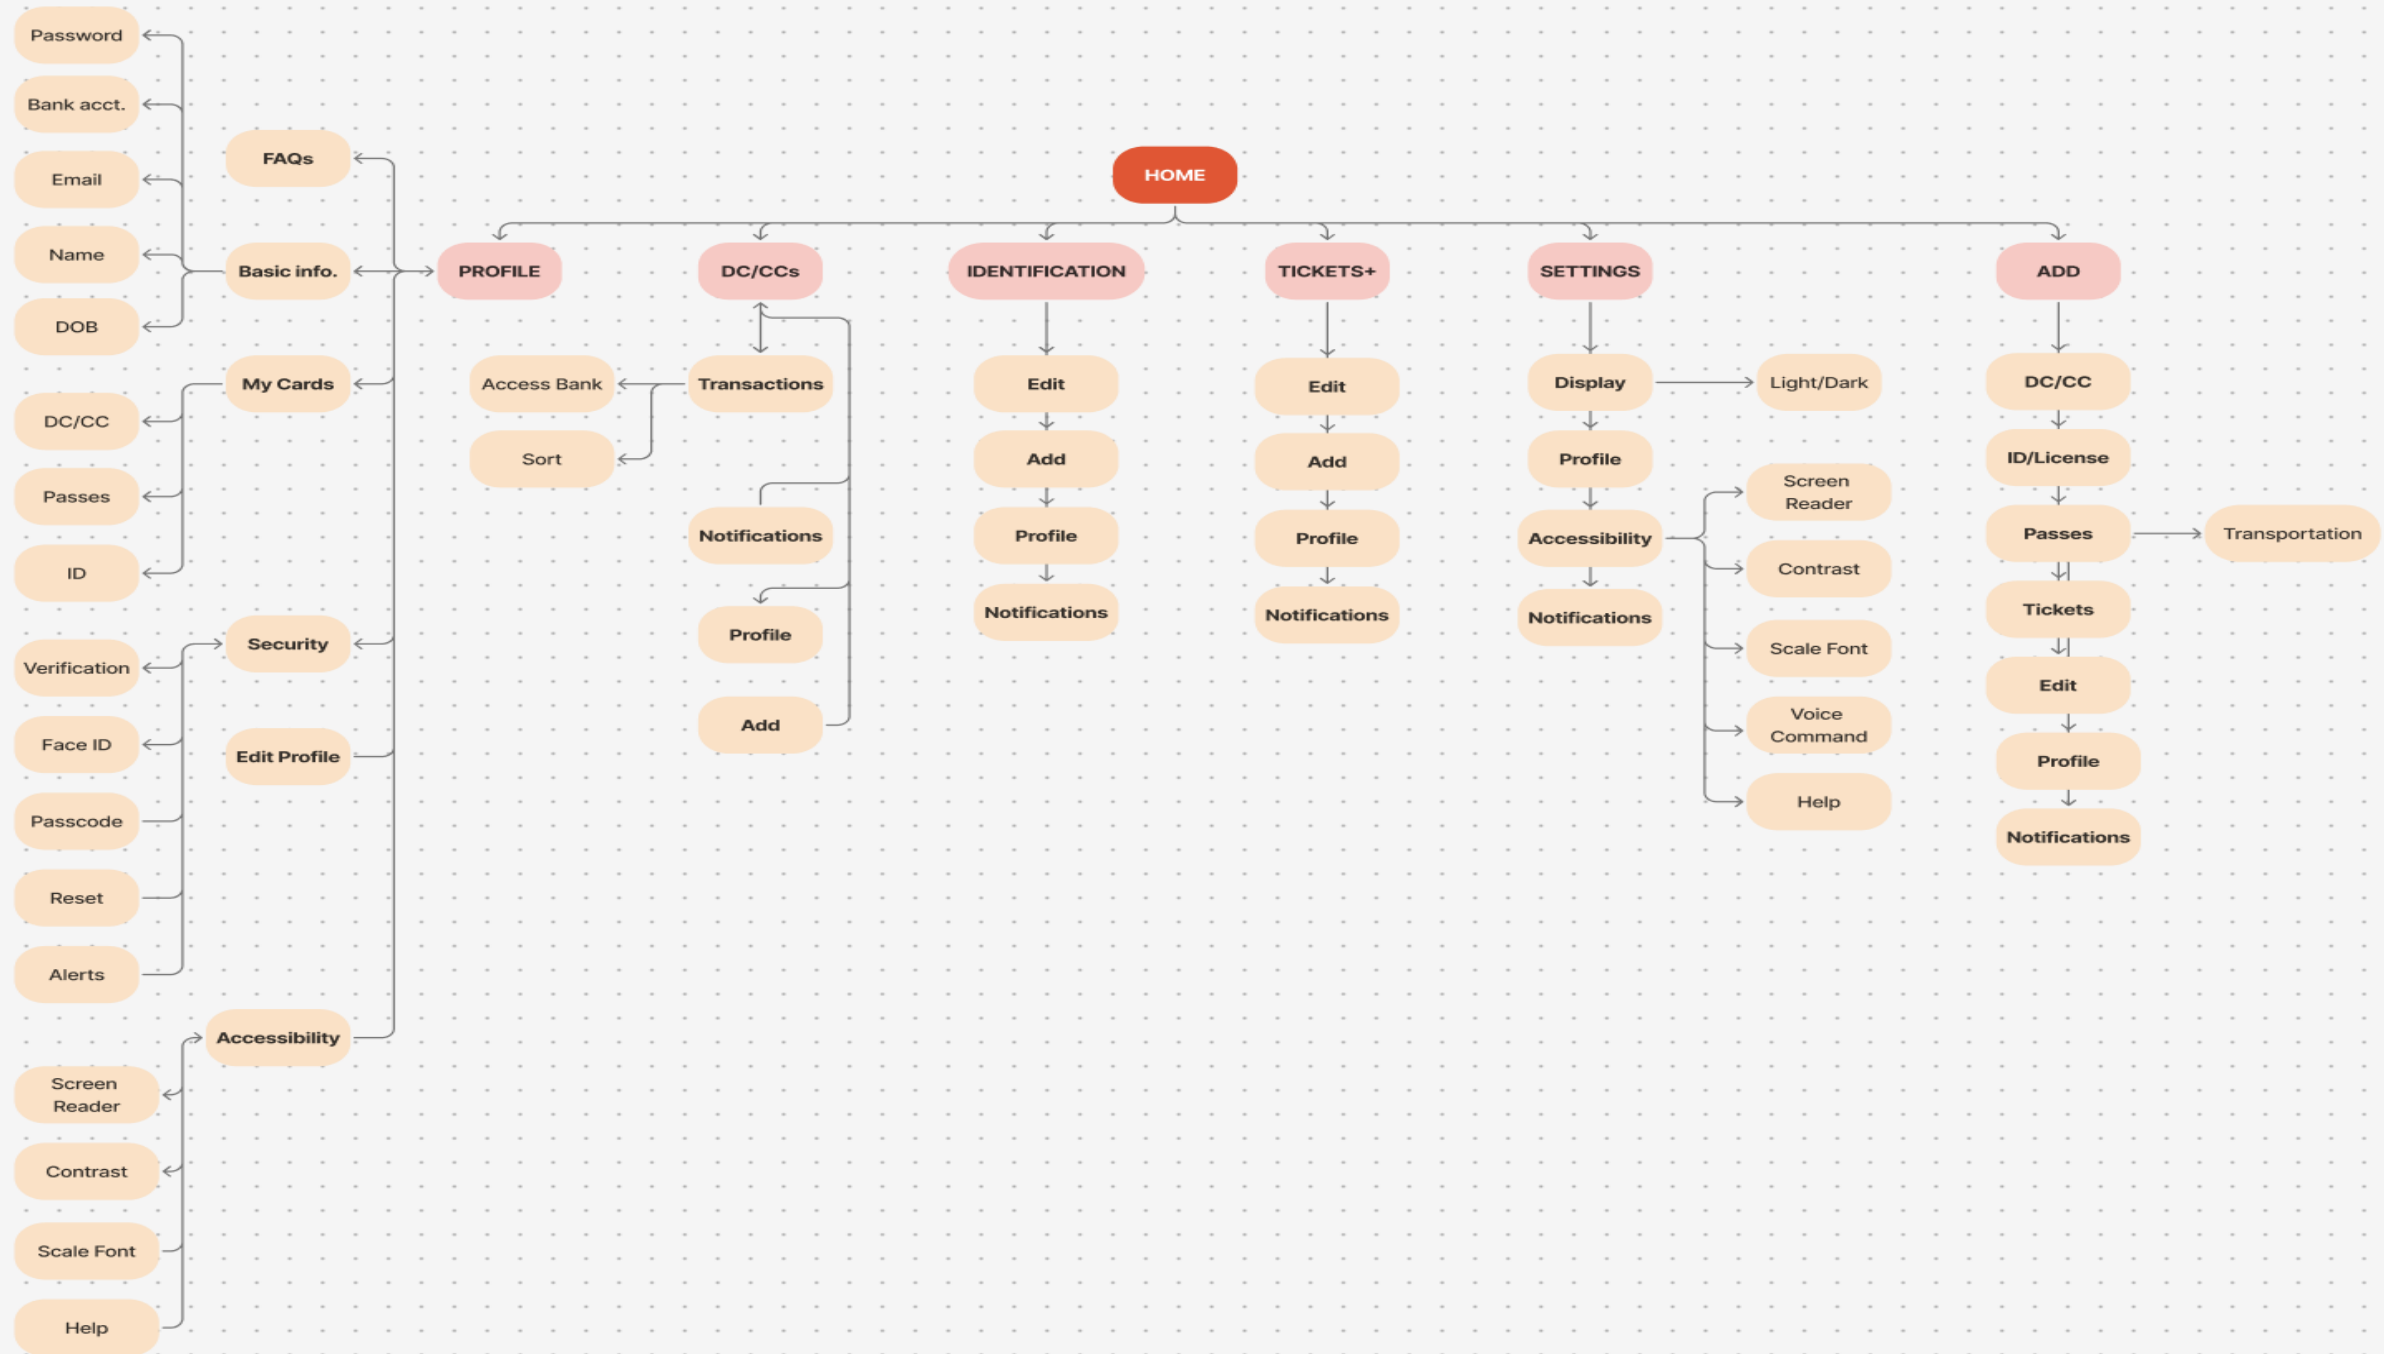 HOME
PROFILE
DC/CCs
IDENTIFICATION
TICKETS+
SETTINGS
ADD
FAQs
Basic info.
My Cards
Security
Edit Profile
Accessibility
Password
Bank acct.
Email
Name
DOB
DC/CC
Passes
ID
Verification
Face ID
Passcode
Reset
Alerts
Screen
Reader
Contrast
Scale Font
Help
Transactions
Access Bank
Sort
Notifications
Profile
Add
Edit
Add
Profile
Notifications
Edit
Add
Profile
Notifications
Display
Light/Dark
Profile
Accessibility
Notifications
Screen
Reader
Contrast
Scale Font
Voice
Command
Help
DC/CC
ID/License
Passes
Transportation
Tickets
Edit
Profile
Notifications